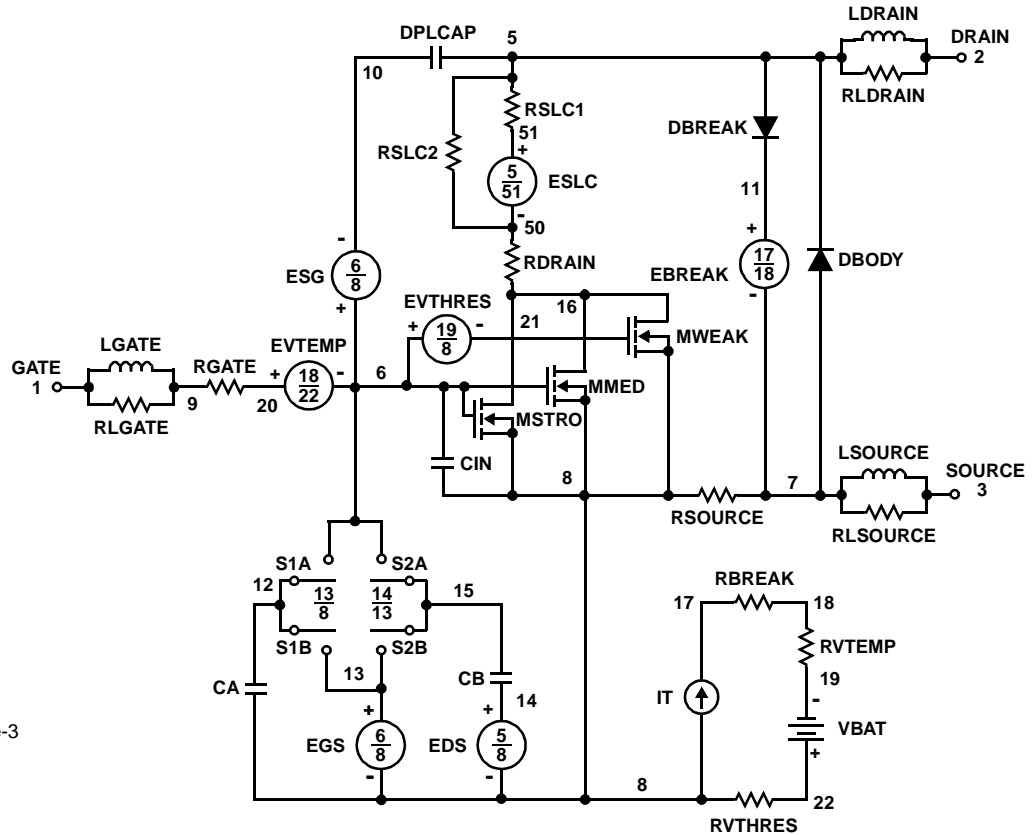 LDRAIN
DPLCAP
5
DRAIN
2
10
RLDRAIN
RSLC1
51
+
RSLC2
5
51
ESLC
-
50
DBREAK
11
+
17
18
EBREAK
-
DBODY
RDRAIN
-
ESG
6
8
+
EVTHRES
+
19
8
-
16
21
MWEAK
LGATE
GATE
1
RLGATE
9
RGATE
20
EVTEMP
+
18
22
-
6
MMED
MSTRO
CIN
8
RSOURCE
7
LSOURCE
SOURCE
3
RLSOURCE
S1A
S2A
12
13
8
14
13
15
S1B
S2B
13
CA
CB
14
+
EGS
6
8
-
+
EDS
5
8
-
8
RBREAK
17
18
RVTEMP
19
-
IT
VBAT
+
22
RVTHRES
-3